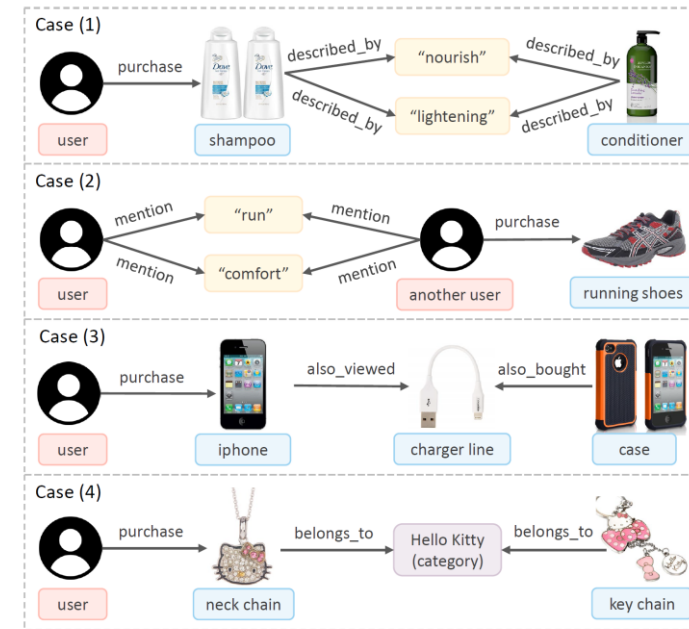 Case (1)
purchase
described_by
described_by
"nourish"
"lightening"
described_by
described_by
Dove
Dove
user
shampoo
conditioner
Case (2)
mention
mention
"run"
"comfort"
mention
mention
purchase
user
another user
running shoes
Case (3)
purchase
also_viewed
also_bought
user
iphone
charger line
case
Case (4)
purchase
belongs_to
Hello Kitty
(category)
belongs_to
user
neck chain
key chain